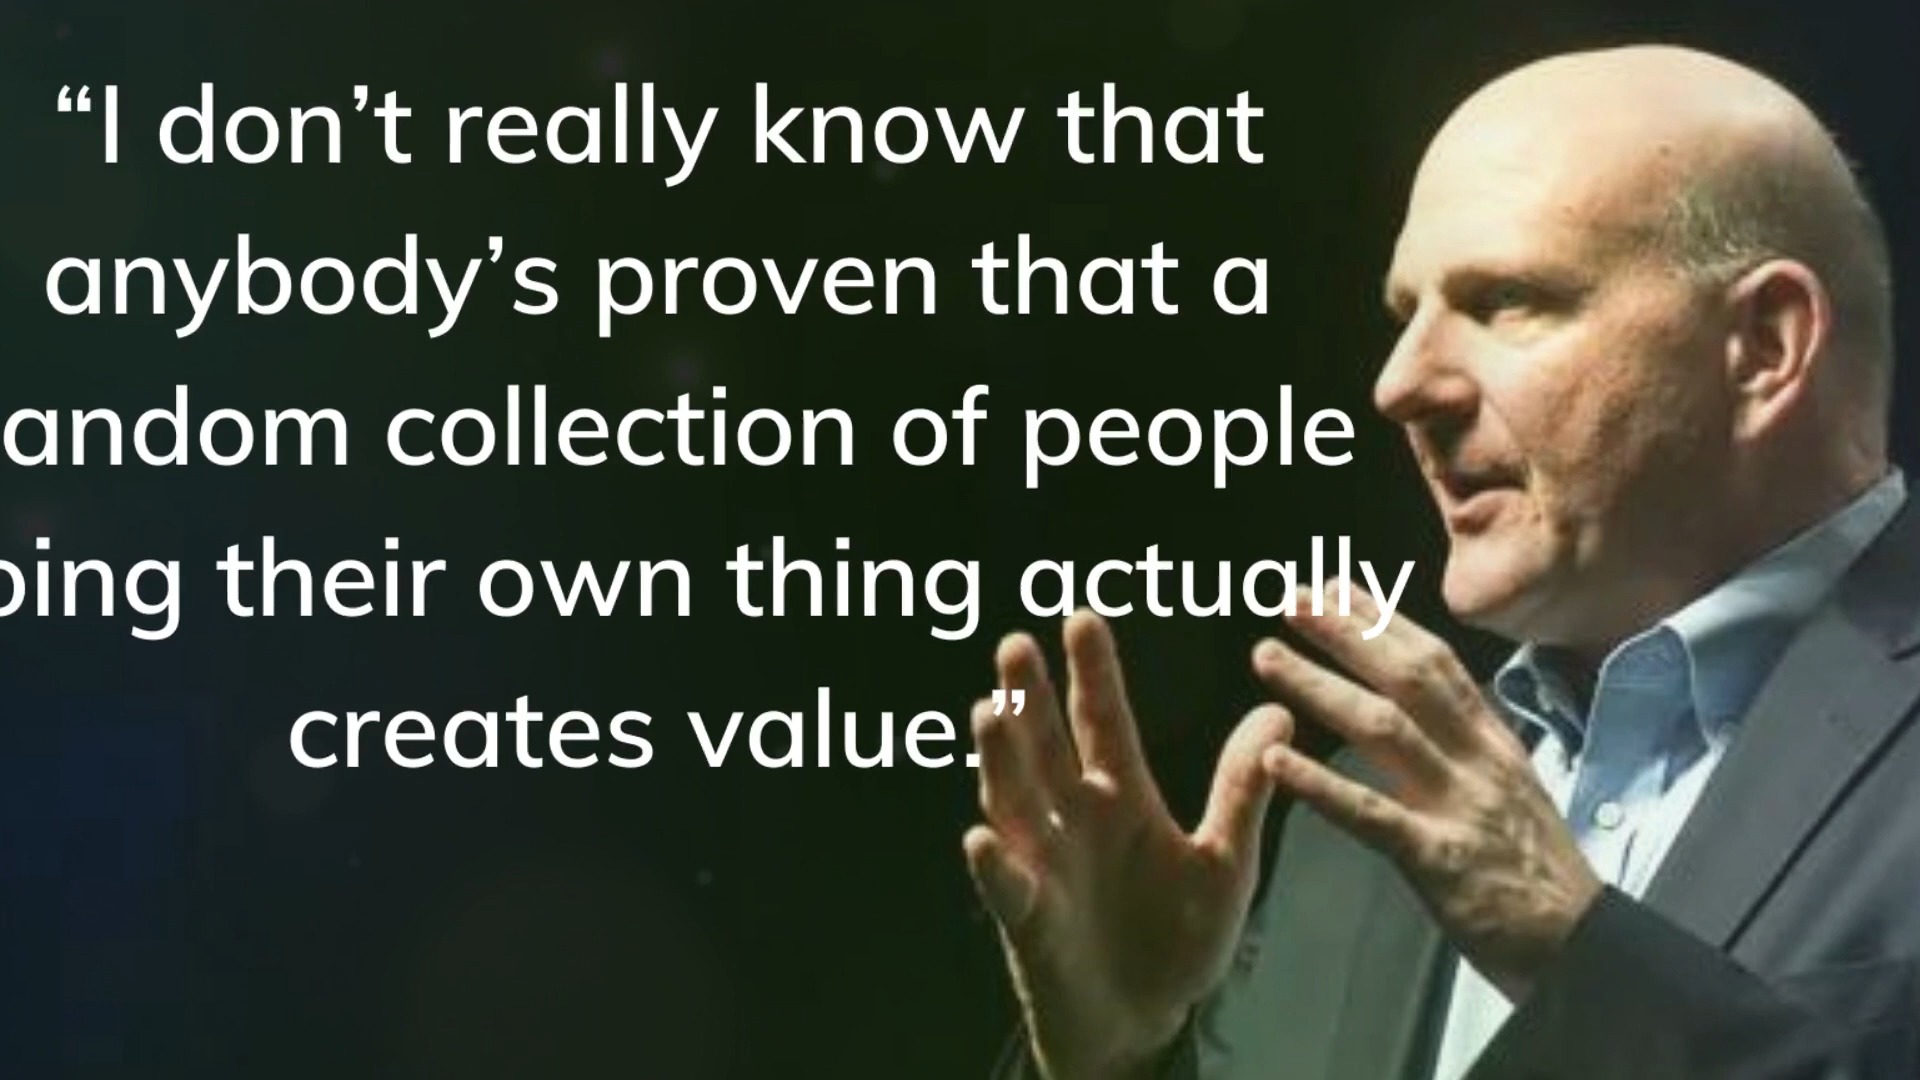 “I don’t really know that
anybody’s proven that a
andom collection of people
oing their own thing actually
creates value.”